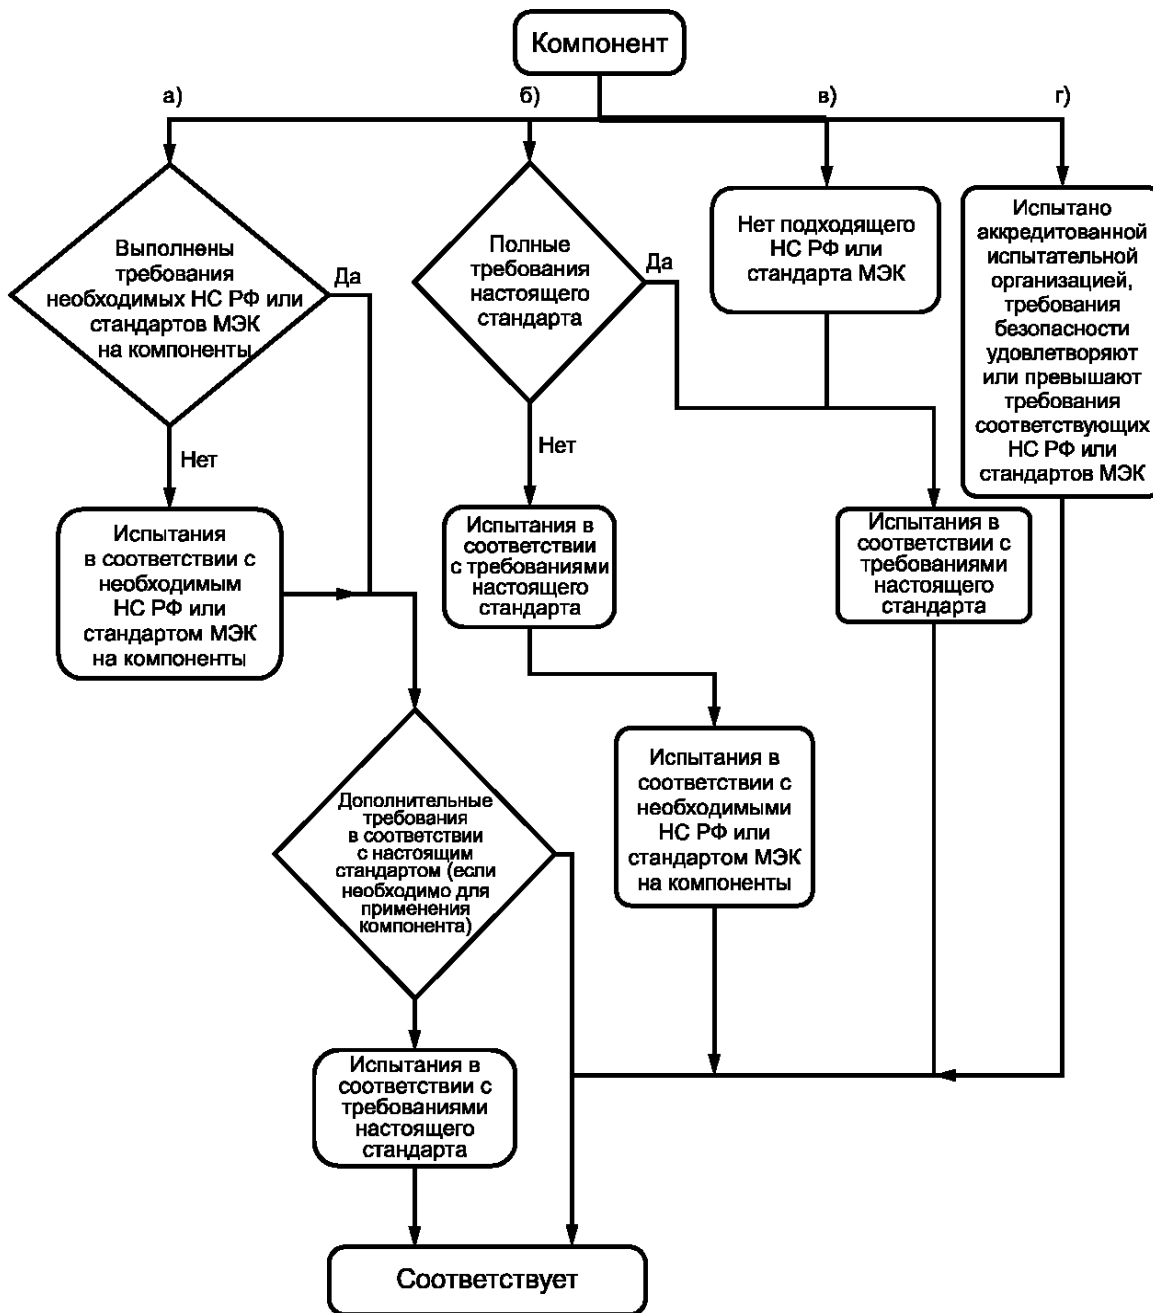 Компонент
а)
б)
в)
г)
Выполнены
требования
необходимых НС РФ или
стандартов МЭК
на компоненты
Да
Нет
Полные
требования
настоящего
стандарта
Да
Нет
Нет подходящего
НС РФ или
стандарта МЭК
Испытано
аккредитованной
испытательной
организацией,
требования
безопасности
удовлетворяют
или превышают
требования
соответствующих
НС РФ или
стандартов МЭК
Испытания
в соответствии с
необходимым
НС РФ или
стандартом МЭК
на компоненты
Испытания в
соответствии
с требованиями
настоящего
стандарта
Испытания в
соответствии с
требованиями
настоящего
стандарта
Дополнительные
требования
в соответствии
с настоящим
стандартом (если
необходимо для
применения
компонента)
Испытания в
соответствии с
необходимыми
НС РФ или
стандартом МЭК
на компоненты
Испытания в
соответствии с
требованиями
настоящего
стандарта
Соответствует